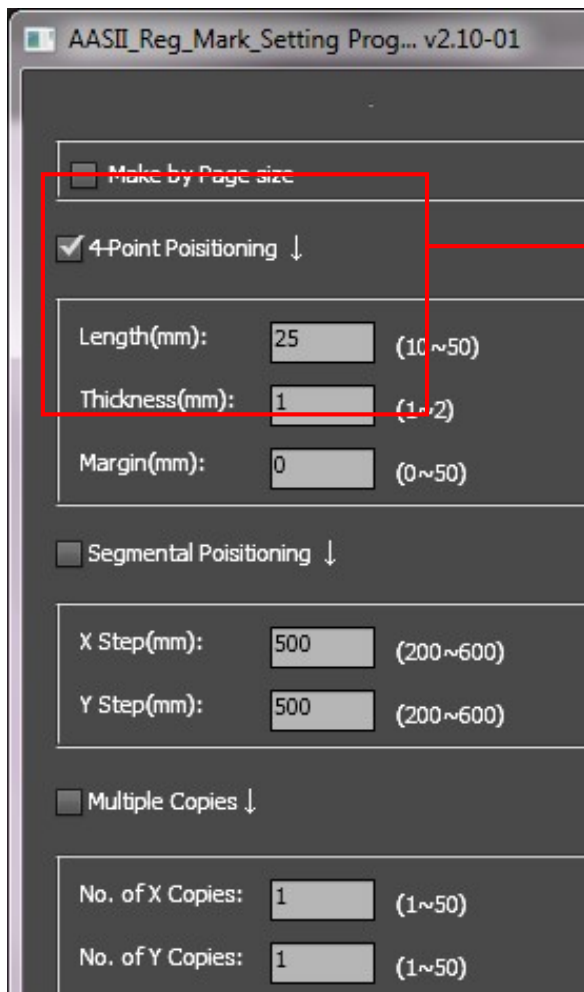 AASII_Reg_Mark_Setting Prog... v2.10-01
Make by Page size
4-Point Poisitioning ↓
Length(mm): 25 (10~50)
Thickness(mm): 1 (1~2)
Margin(mm): 0 (0~50)
Segmental Poisitioning ↓
X Step(mm): 500 (200~600)
Y Step(mm): 500 (200~600)
Multiple Copies ↓
No. of X Copies: 1 (1~50)
No. of Y Copies: 1 (1~50)